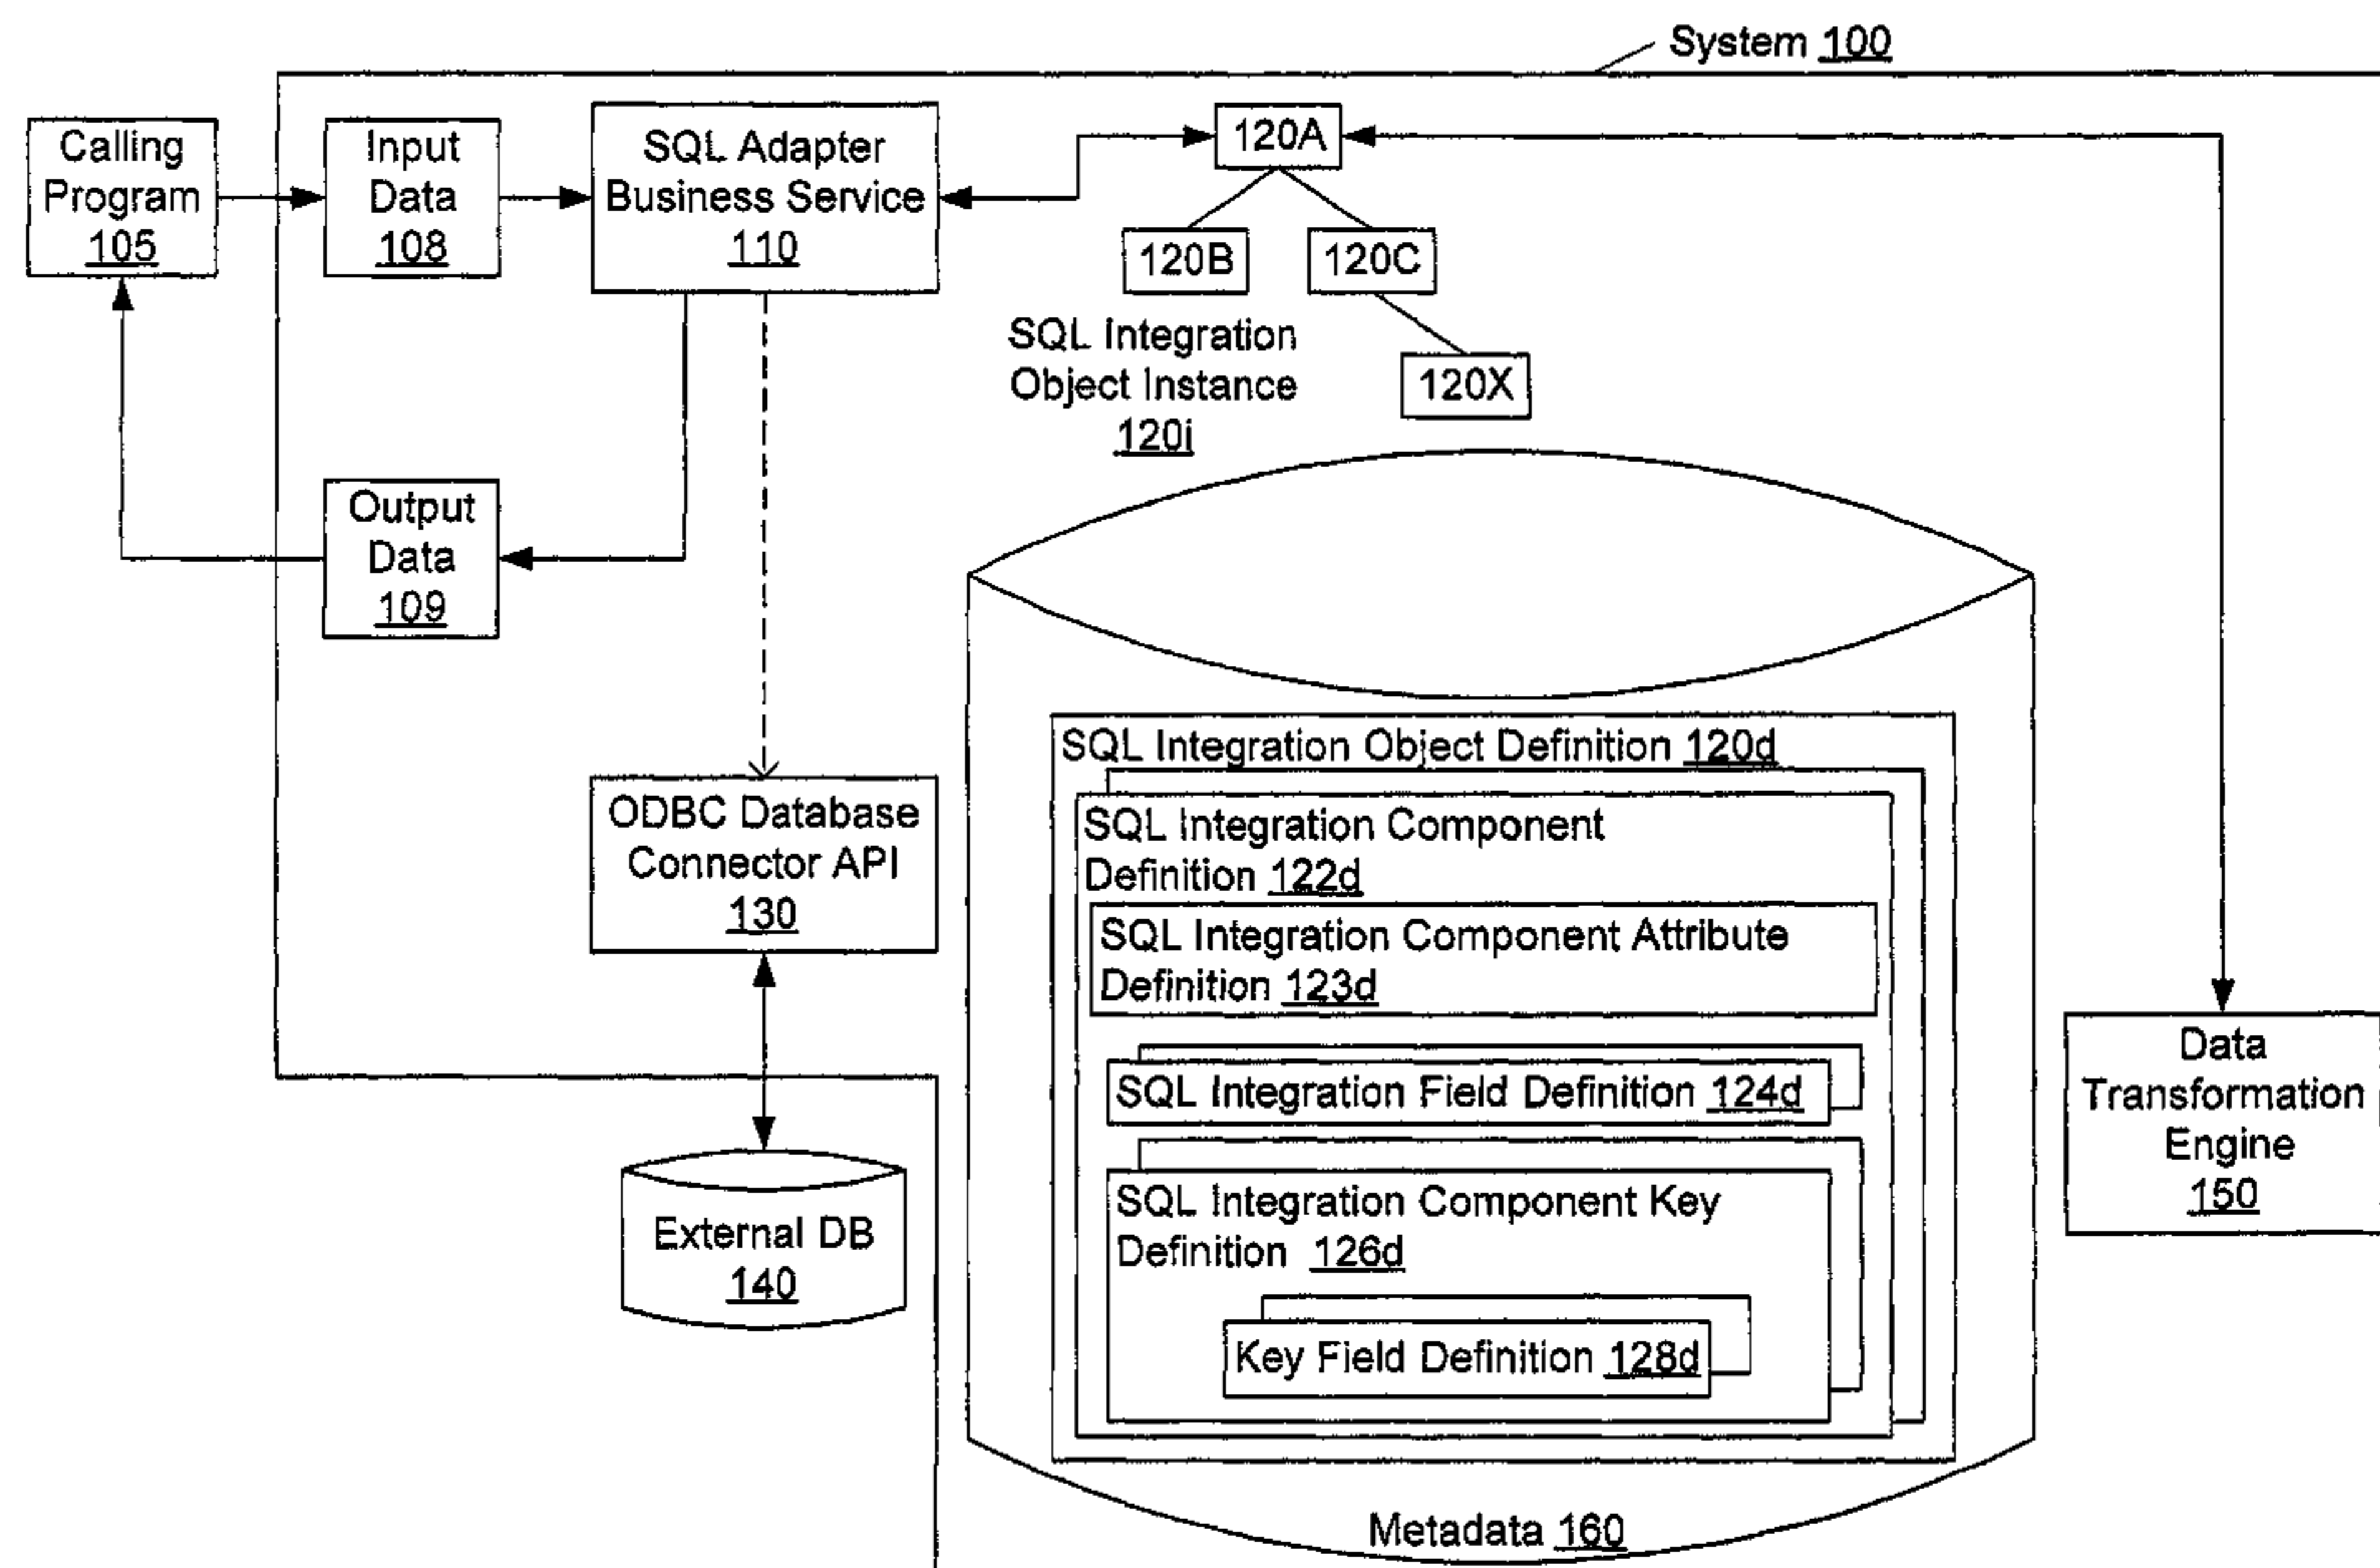 System 100
Calling
Program
105
Input
Data
108
SQL Adapter
Business Service
110
120A
120B
120C
120X
SQL Integration
Object Instance
120i
Output
Data
109
ODBC Database
Connector API
130
External DB
140
SQL Integration Object Definition 120d
SQL Integration Component
Definition 122d
SQL Integration Component Attribute
Definition 123d
SQL Integration Field Definition 124d
SQL Integration Component Key
Definition 126d
Key Field Definition 128d
Metadata 160
Data
Transformation
Engine
150